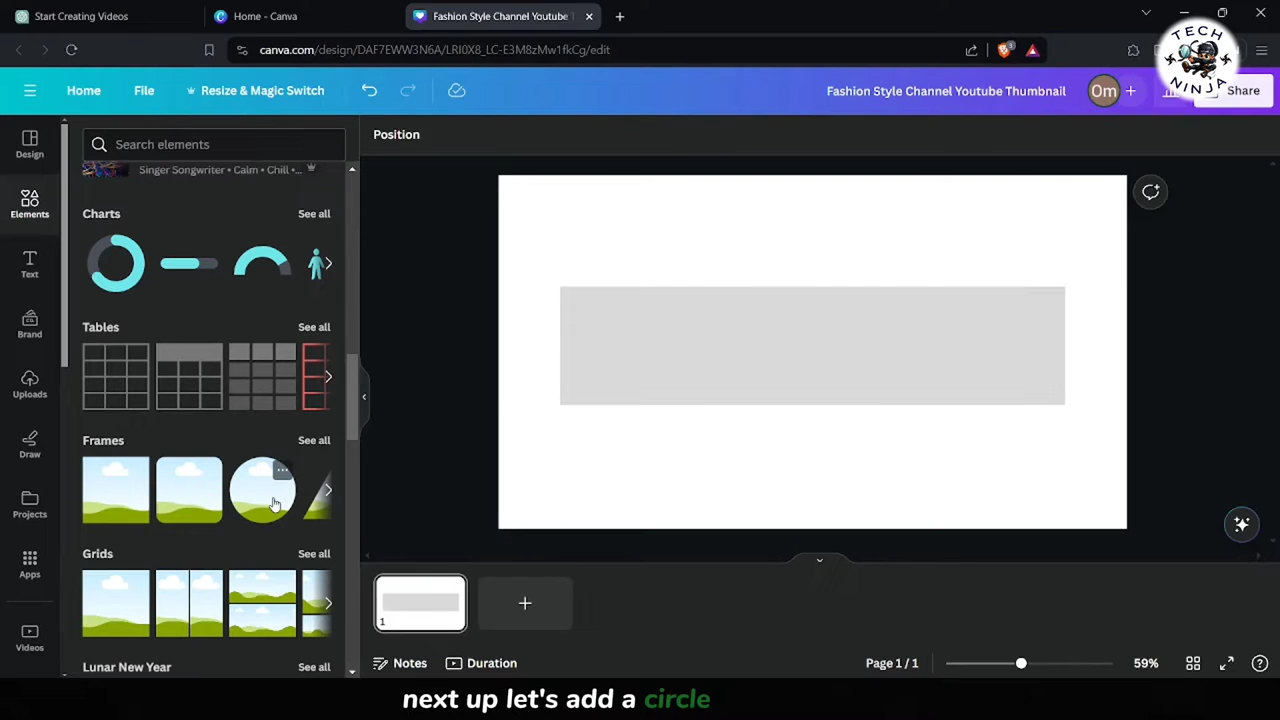 Start Creating Videos
Home - Canva
Fashion Style Channel Youtube T
canva.com/design/DAF7EWW3N6A/LRI0X8_LC-E3M8zMw1fkCg/edit
TECH NINJA
Home
File
Resize & Magic Switch
Fashion Style Channel Youtube Thumbnail
Om
Share
Design
Elements
Text
Brand
Uploads
Draw
Projects
Apps
Videos
Search elements
Singer Songwriter • Calm • Chill •...
Charts
See all
Tables
See all
Frames
See all
Grids
See all
Lunar New Year
See all
Position
1
Notes
Duration
Page 1 / 1
59%
next up let's add a circle